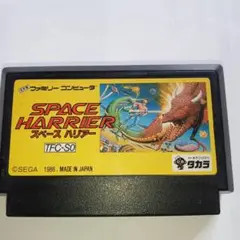 ファミリー コンピュータ
SPACE
HARRIER
スペース ハリアー
TFC-SO
©SEGA 1986, MADE IN JAPAN
タカラ